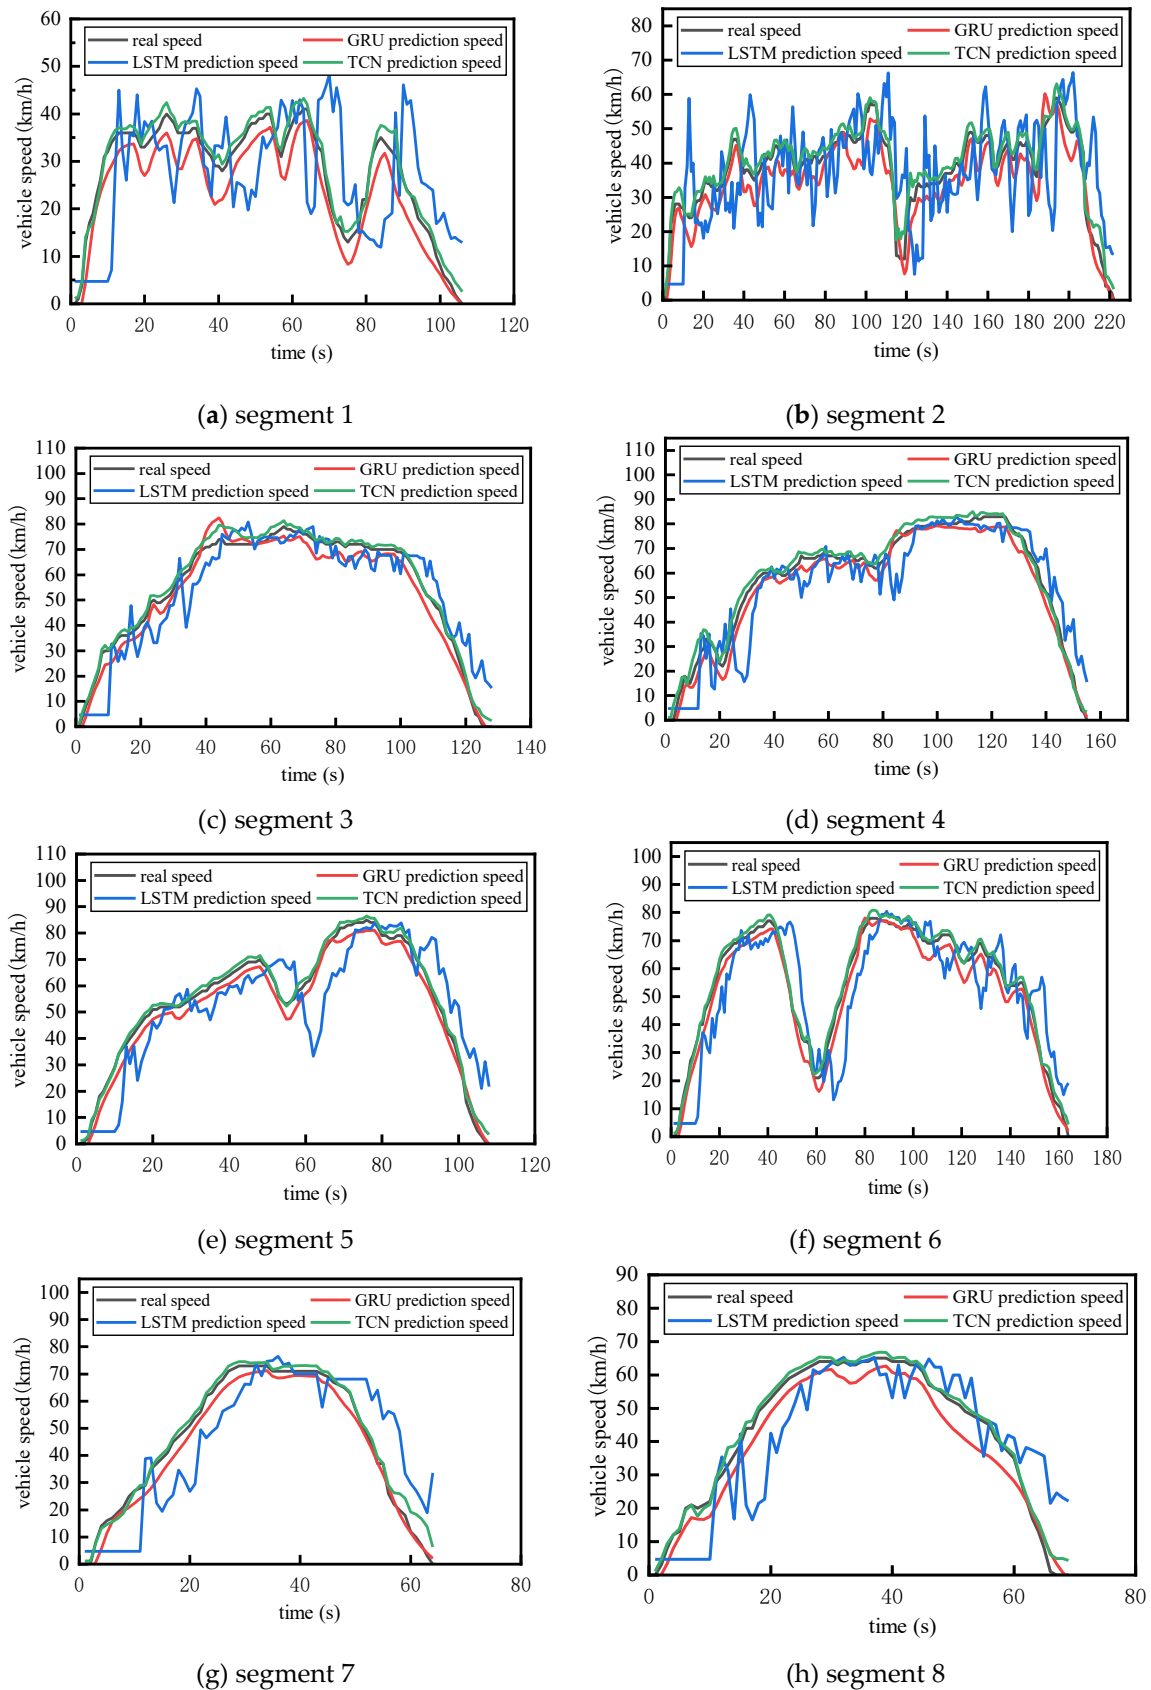 60
50
40
30
20
10
0
real speed
GRU prediction speed
LSTM prediction speed
TCN prediction speed
vehicle speed (km/h)
0 20 40 60 80 100 120
time (s)
(a) segment 1
80
70
60
50
40
30
20
10
0
real speed
GRU prediction speed
LSTM prediction speed
TCN prediction speed
vehicle speed (km/h)
0 20 40 60 80 100 120 140 160 180 200 220
time (s)
(b) segment 2
110
100
90
80
70
60
50
40
30
20
10
0
real speed
GRU prediction speed
LSTM prediction speed
TCN prediction speed
vehicle speed (km/h)
0 20 40 60 80 100 120 140
time (s)
(c) segment 3
110
100
90
80
70
60
50
40
30
20
10
0
real speed
GRU prediction speed
LSTM prediction speed
TCN prediction speed
vehicle speed (km/h)
0 20 40 60 80 100 120 140 160
time (s)
(d) segment 4
110
100
90
80
70
60
50
40
30
20
10
0
real speed
GRU prediction speed
LSTM prediction speed
TCN prediction speed
vehicle speed (km/h)
0 20 40 60 80 100 120
time (s)
(e) segment 5
100
90
80
70
60
50
40
30
20
10
0
real speed
GRU prediction speed
LSTM prediction speed
TCN prediction speed
vehicle speed (km/h)
0 20 40 60 80 100 120 140 160 180
time (s)
(f) segment 6
100
90
80
70
60
50
40
30
20
10
0
real speed
GRU prediction speed
LSTM prediction speed
TCN prediction speed
vehicle speed (km/h)
0 20 40 60 80
time (s)
(g) segment 7
90
80
70
60
50
40
30
20
10
0
real speed
GRU prediction speed
LSTM prediction speed
TCN prediction speed
vehicle speed (km/h)
0 20 40 60 80
time (s)
(h) segment 8